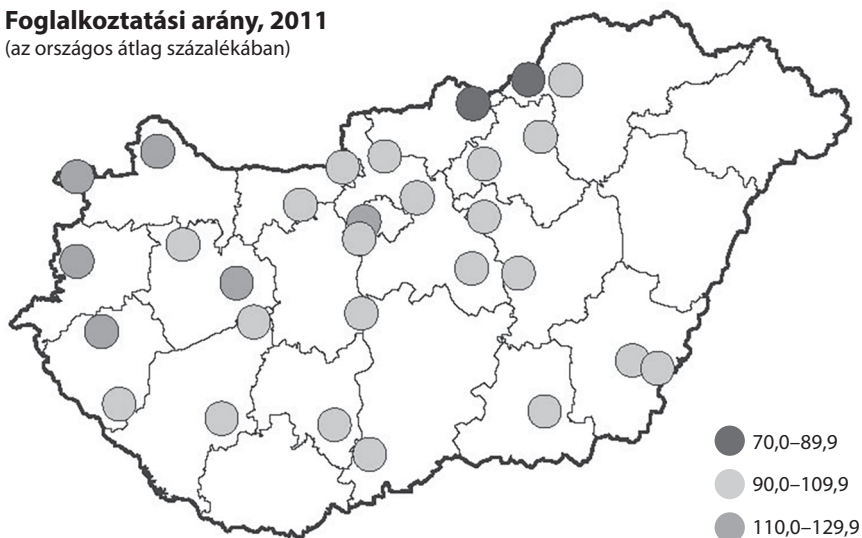 Foglalkoztatási arány, 2011
(az országos átlag százalékában)
70,0–89,9
90,0–109,9
110,0–129,9